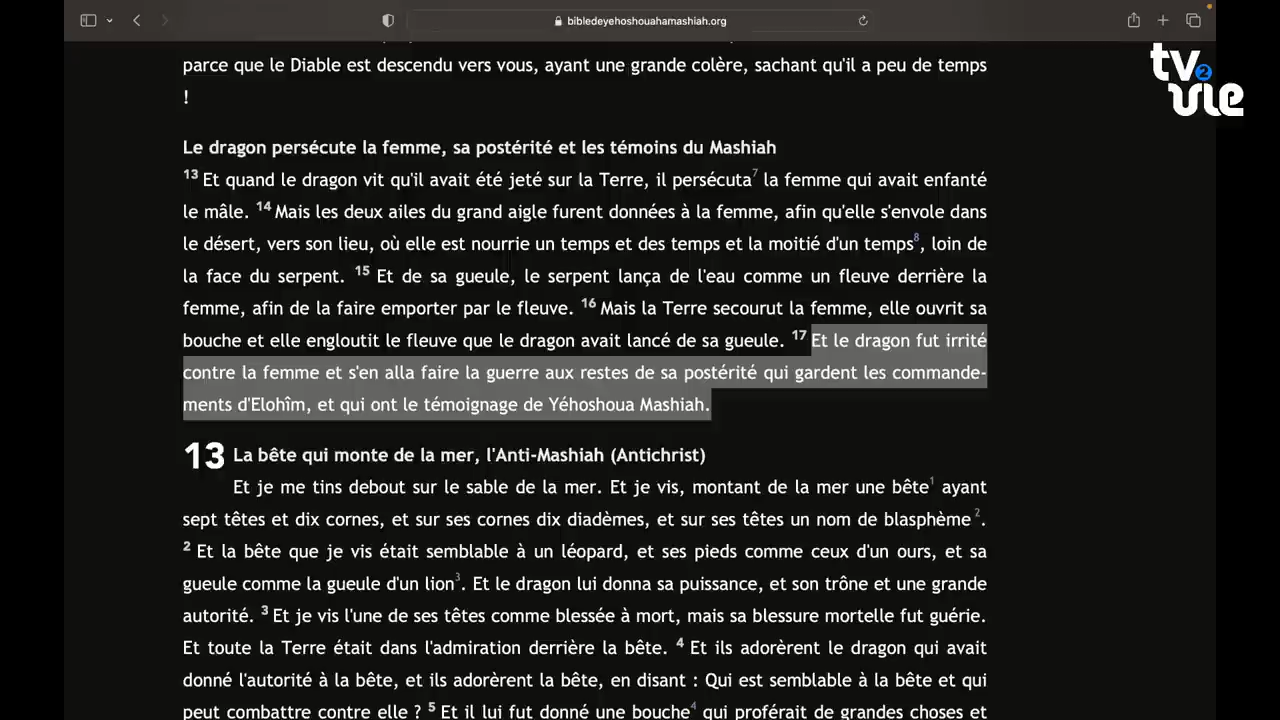 bibledeyehoshouahamashiah.org
tv2vie
parce que le Diable est descendu vers vous, ayant une grande colère, sachant qu'il a peu de temps
!
Le dragon persécute la femme, sa postérité et les témoins du Mashiah
13 Et quand le dragon vit qu'il avait été jeté sur la Terre, il persécuta7 la femme qui avait enfanté
le mâle. 14 Mais les deux ailes du grand aigle furent données à la femme, afin qu'elle s'envole dans
le désert, vers son lieu, où elle est nourrie un temps et des temps et la moitié d'un temps8, loin de
la face du serpent. 15 Et de sa gueule, le serpent lança de l'eau comme un fleuve derrière la
femme, afin de la faire emporter par le fleuve. 16 Mais la Terre secourut la femme, elle ouvrit sa
bouche et elle engloutit le fleuve que le dragon avait lancé de sa gueule. 17 Et le dragon fut irrité
contre la femme et s'en alla faire la guerre aux restes de sa postérité qui gardent les commande-
ments d'Elohîm, et qui ont le témoignage de Yéhoshoua Mashiah.
13 La bête qui monte de la mer, l'Anti-Mashiah (Antichrist)
Et je me tins debout sur le sable de la mer. Et je vis, montant de la mer une bête1 ayant
sept têtes et dix cornes, et sur ses cornes dix diadèmes, et sur ses têtes un nom de blasphème2.
2 Et la bête que je vis était semblable à un léopard, et ses pieds comme ceux d'un ours, et sa
gueule comme la gueule d'un lion3. Et le dragon lui donna sa puissance, et son trône et une grande
autorité. 3 Et je vis l'une de ses têtes comme blessée à mort, mais sa blessure mortelle fut guérie.
Et toute la Terre était dans l'admiration derrière la bête. 4 Et ils adorèrent le dragon qui avait
donné l'autorité à la bête, et ils adorèrent la bête, en disant : Qui est semblable à la bête et qui
peut combattre contre elle ? 5 Et il lui fut donné une bouche4 qui proférait de grandes choses et